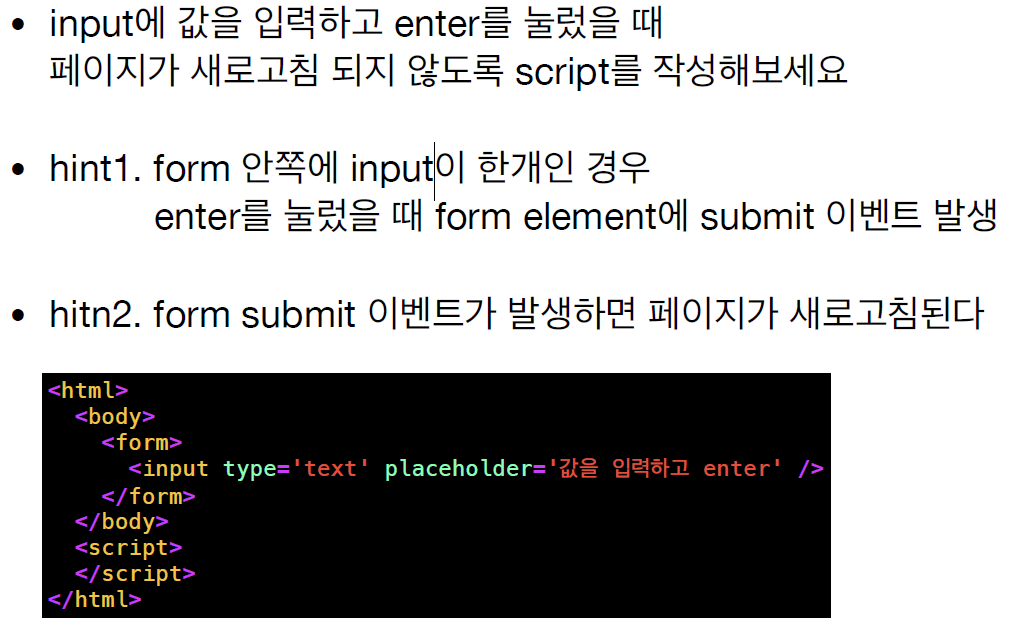 • input에 값을 입력하고 enter를 눌렀을 때
페이지가 새로고침 되지 않도록 script를 작성해보세요
• hint1. form 안쪽에 input이 한개인 경우
enter를 눌렀을 때 form element에 submit 이벤트 발생
• hitn2. form submit 이벤트가 발생하면 페이지가 새로고침된다
<html>
  <body>
    <form>
      <input type='text' placeholder='값을 입력하고 enter' />
    </form>
  </body>
  <script>
  </script>
</html>